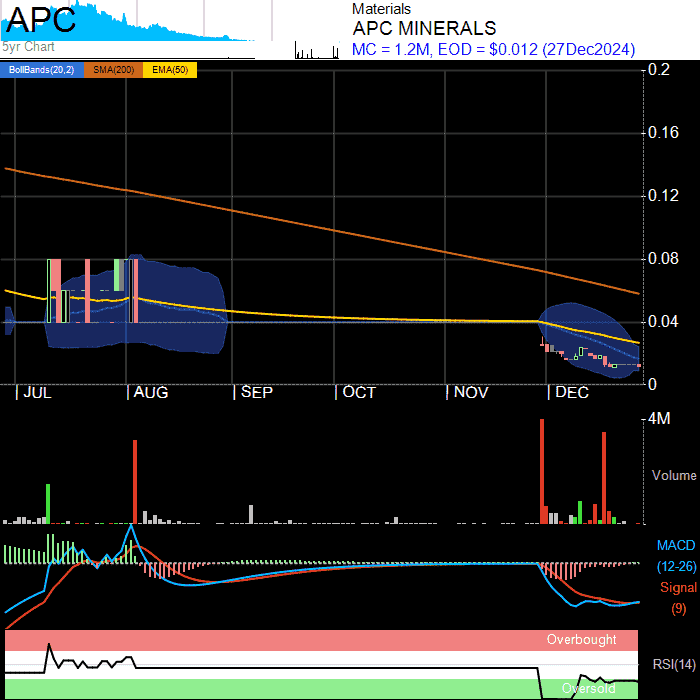 APC
5yr Chart
Materials
APC MINERALS
MC = 1.2M, EOD = $0.012 (27Dec2024)
BollBands(20,2) SMA(200) EMA(50)
0.2
0.16
0.12
0.08
0.04
0
JUL AUG SEP OCT NOV DEC
4M
Volume
MACD
(12-26)
Signal
(9)
Overbought
RSI(14)
Oversold